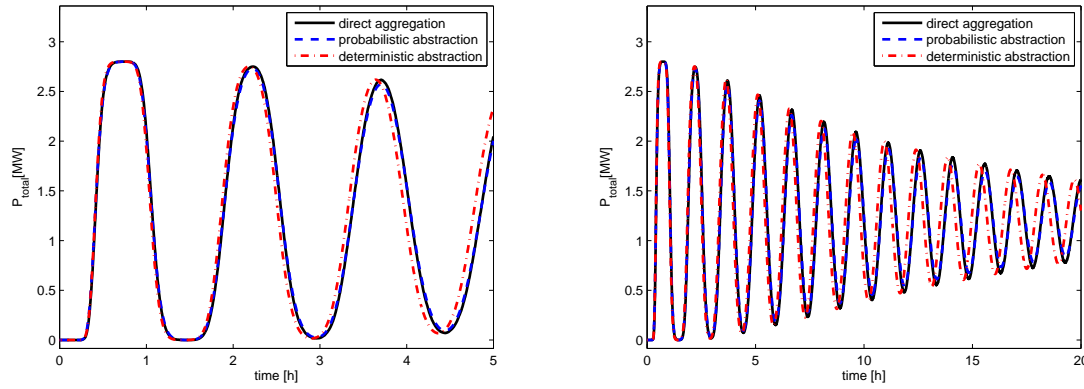 direct aggregation
probabilistic abstraction
deterministic abstraction
P_total[MW]
3
2.5
2
1.5
1
0.5
0
0 1 2 3 4 5
time [h]
direct aggregation
probabilistic abstraction
deterministic abstraction
P_total[MW]
3
2.5
2
1.5
1
0.5
0
0 5 10 15 20
time [h]